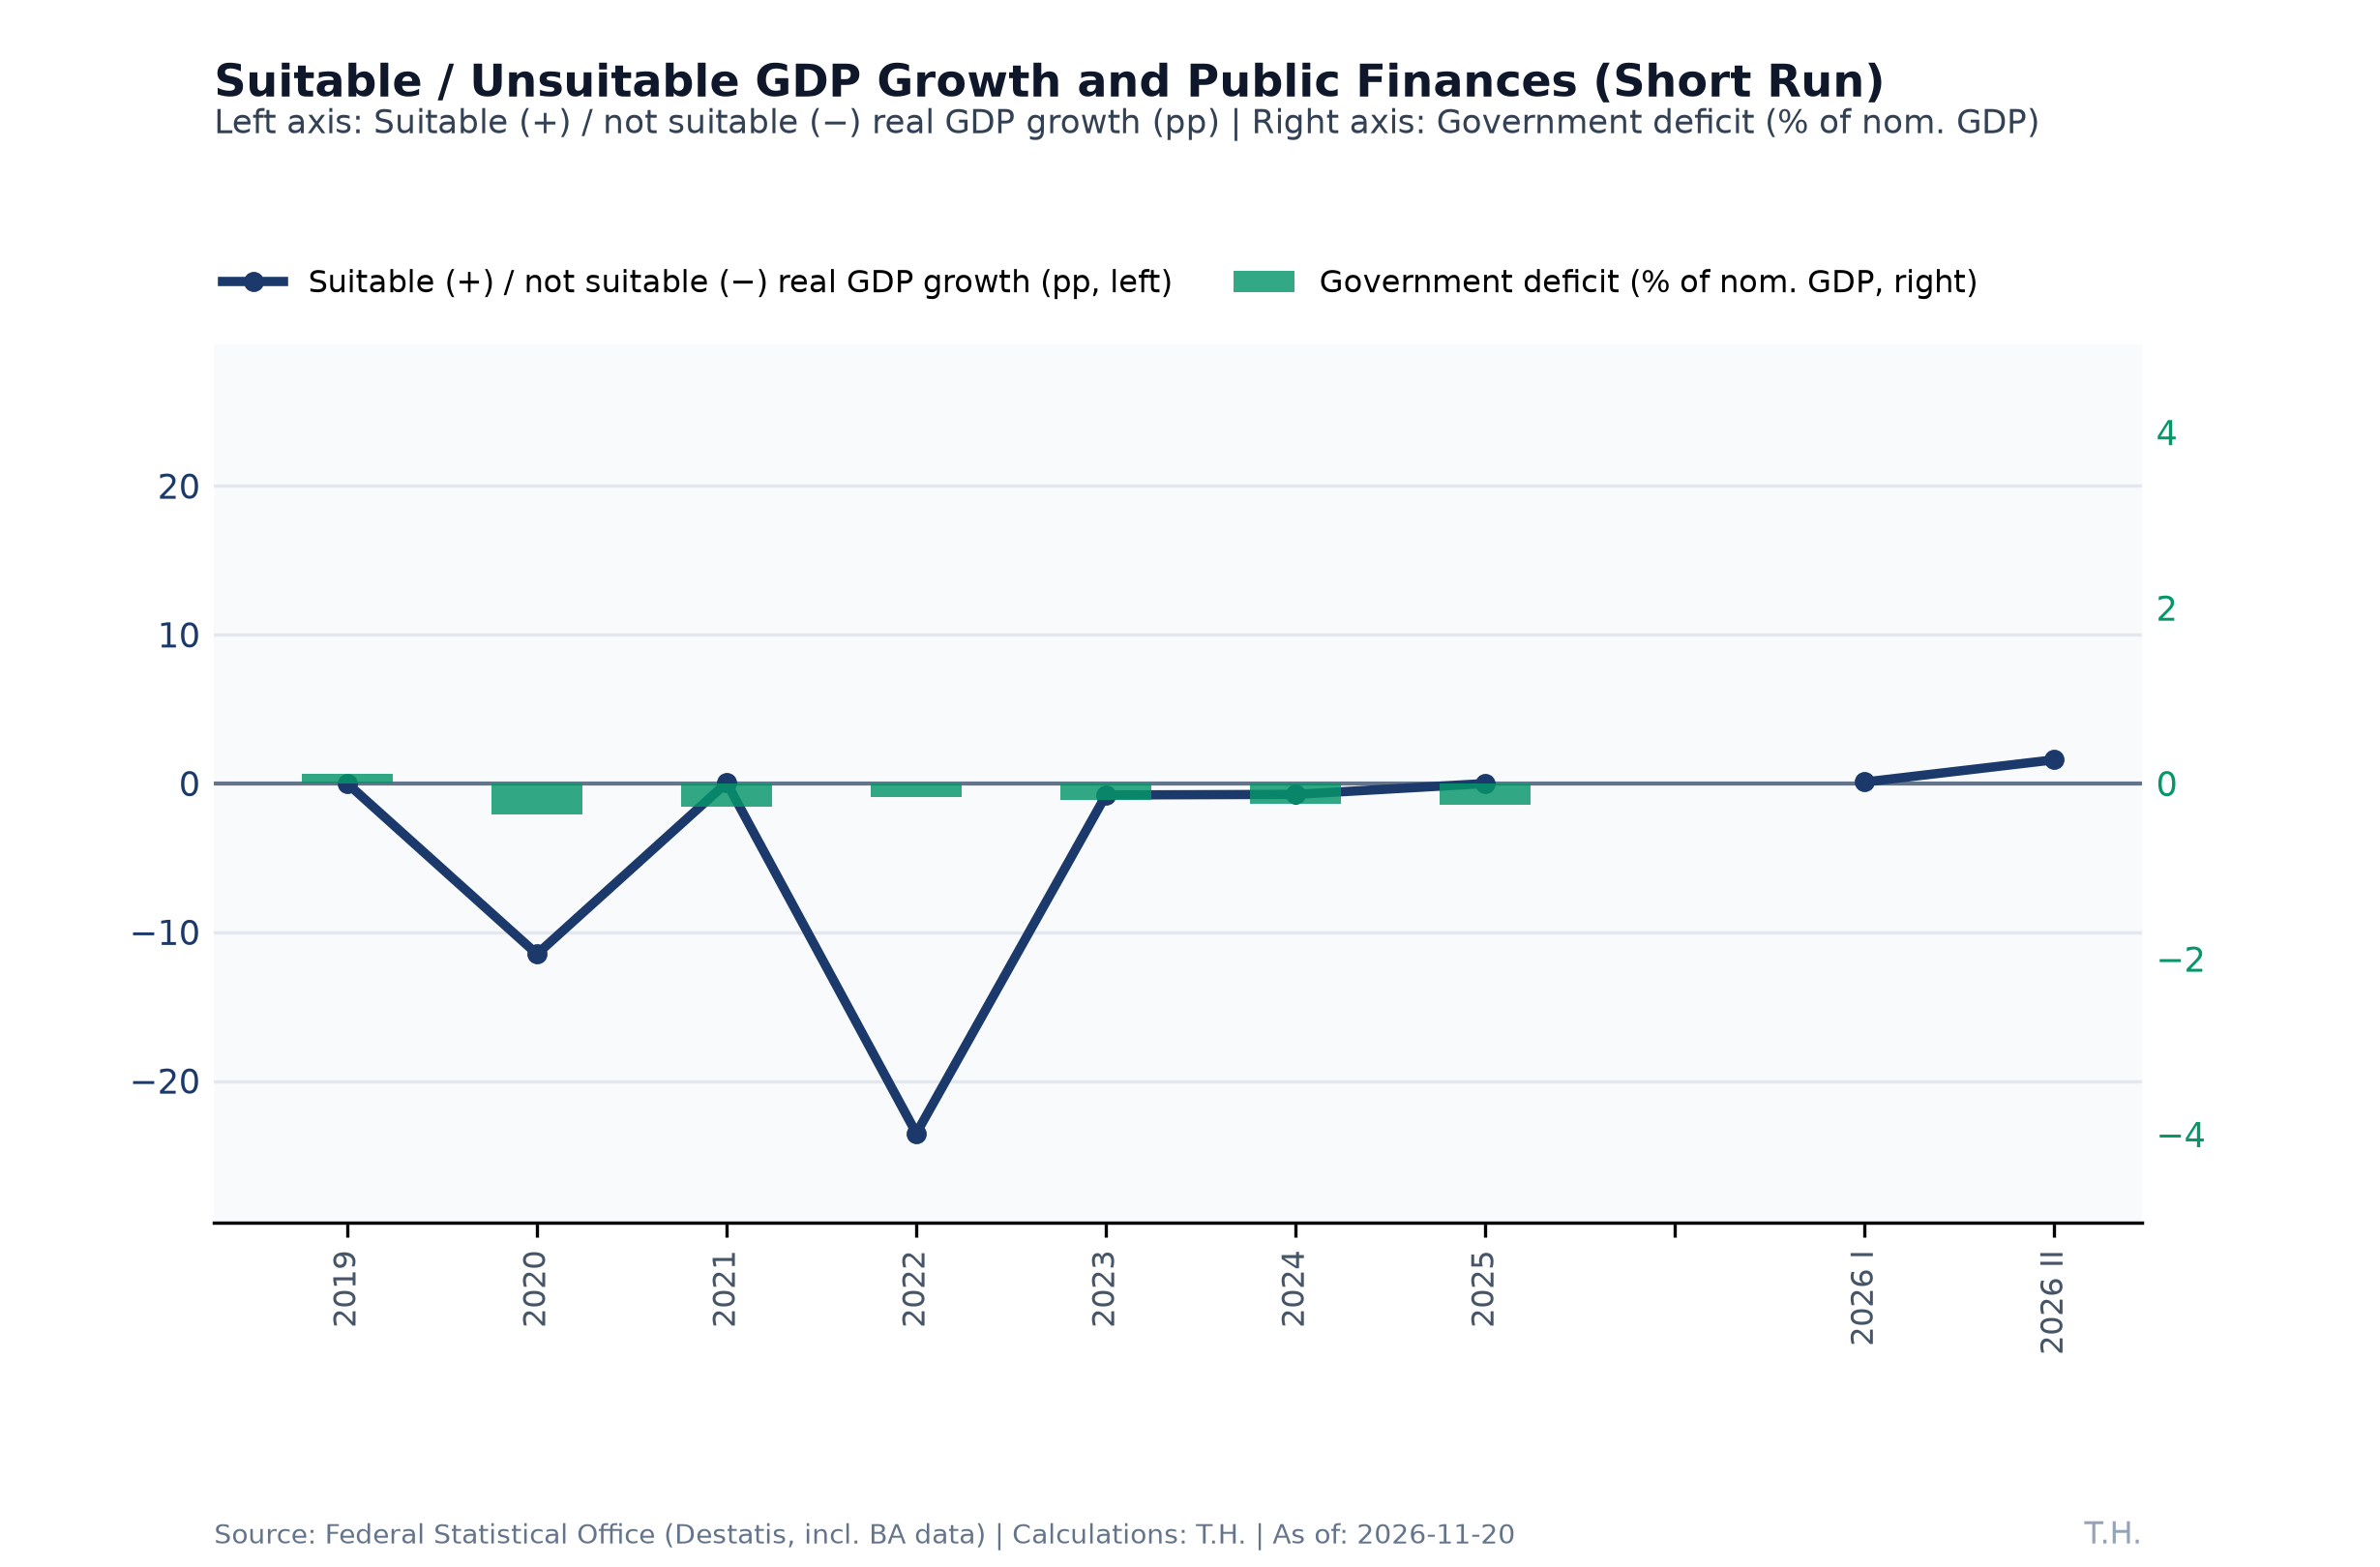 Suitable / Unsuitable GDP Growth and Public Finances (Short Run)
Left axis: Suitable (+) / not suitable (−) real GDP growth (pp) | Right axis: Government deficit (% of nom. GDP)
Suitable (+) / not suitable (−) real GDP growth (pp, left)
Government deficit (% of nom. GDP, right)
20
10
0
−10
−20
4
2
0
−2
−4
2019
2020
2021
2022
2023
2024
2025
2026 I
2026 II
Source: Federal Statistical Office (Destatis, incl. BA data) | Calculations: T.H. | As of: 2026-11-20
T.H.